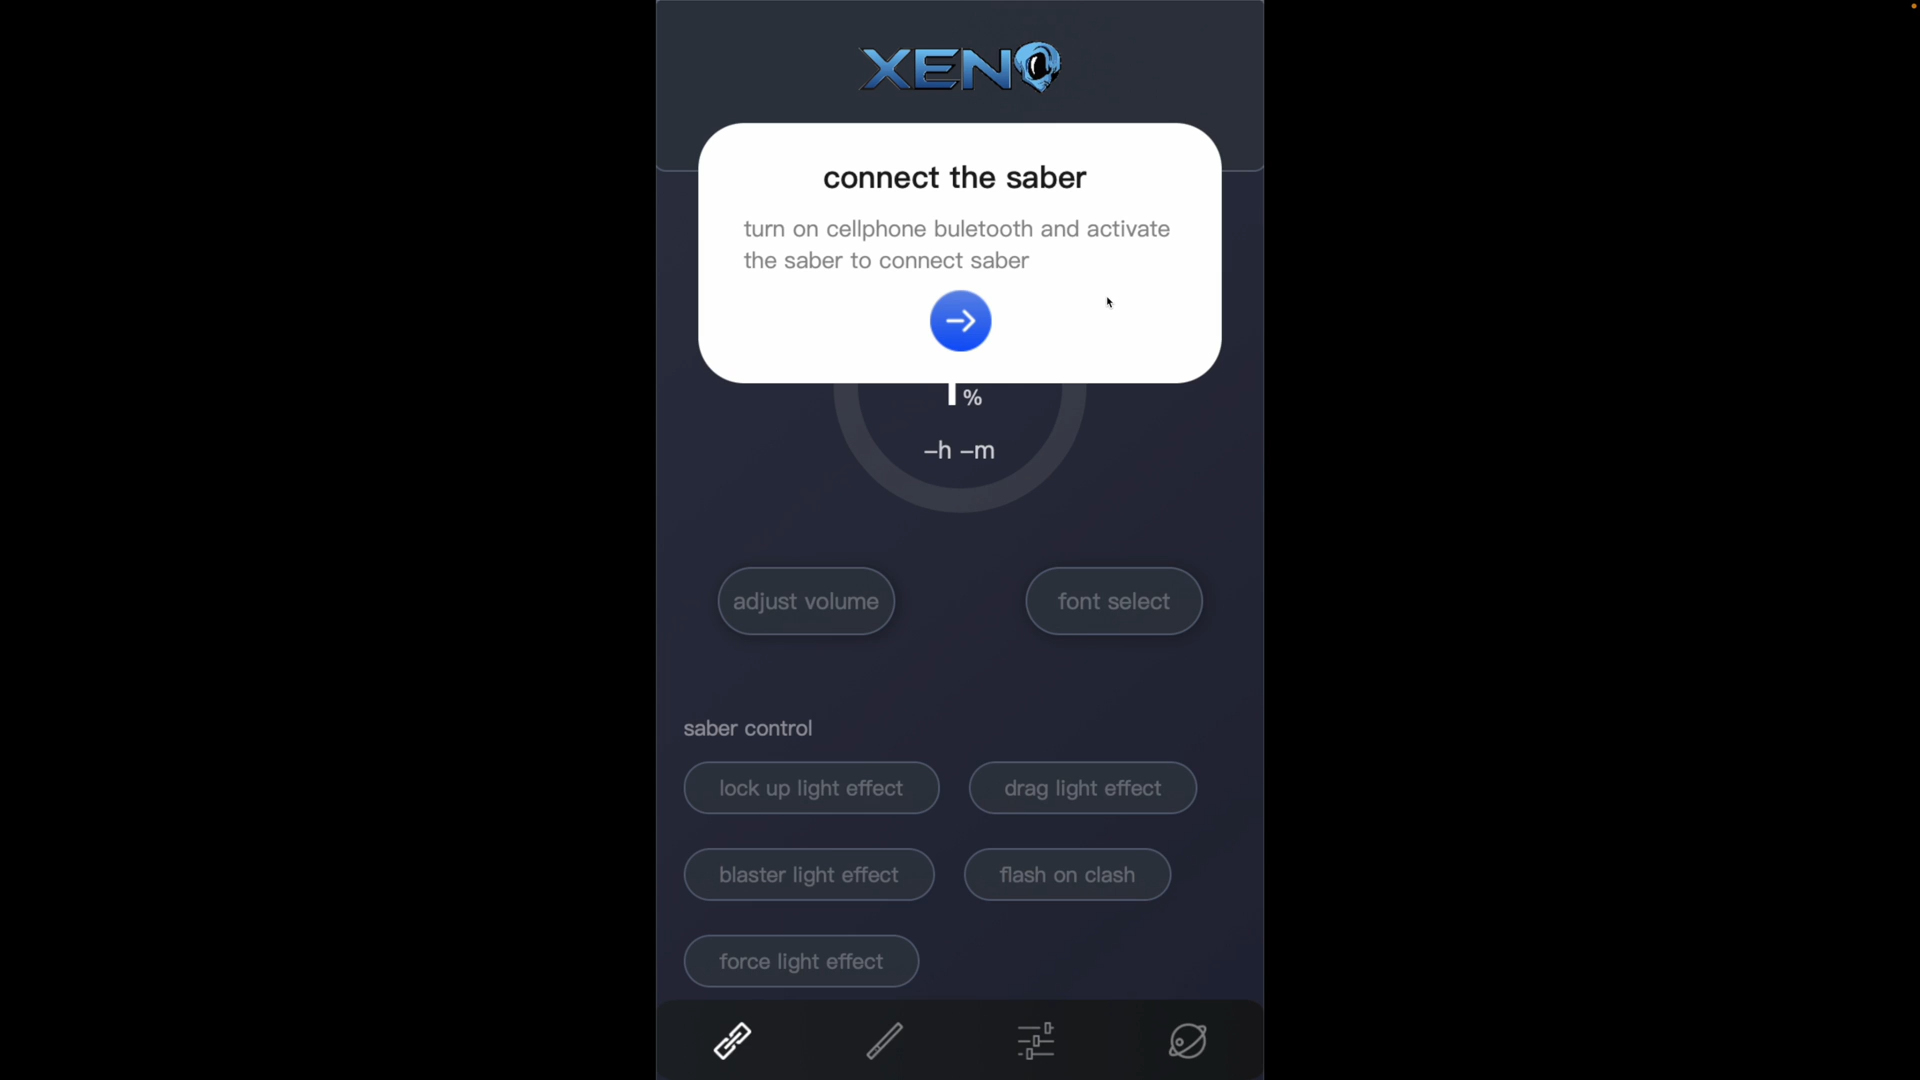 XENO
connect the saber
turn on cellphone buletooth and activate
the saber to connect saber
%
–h –m
adjust volume
font select
saber control
lock up light effect
drag light effect
blaster light effect
flash on clash
force light effect